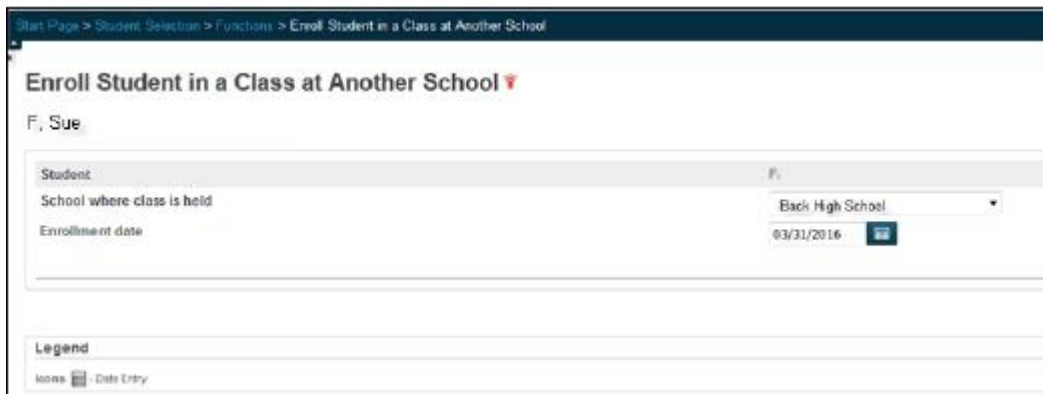 Start Page > Student Selection > Functions > Enroll Student in a Class at Another School
Enroll Student in a Class at Another School
F, Sue
Student F,
School where class is held Back High School
Enrollment date 03/31/2016
Legend
Icons - Date Entry